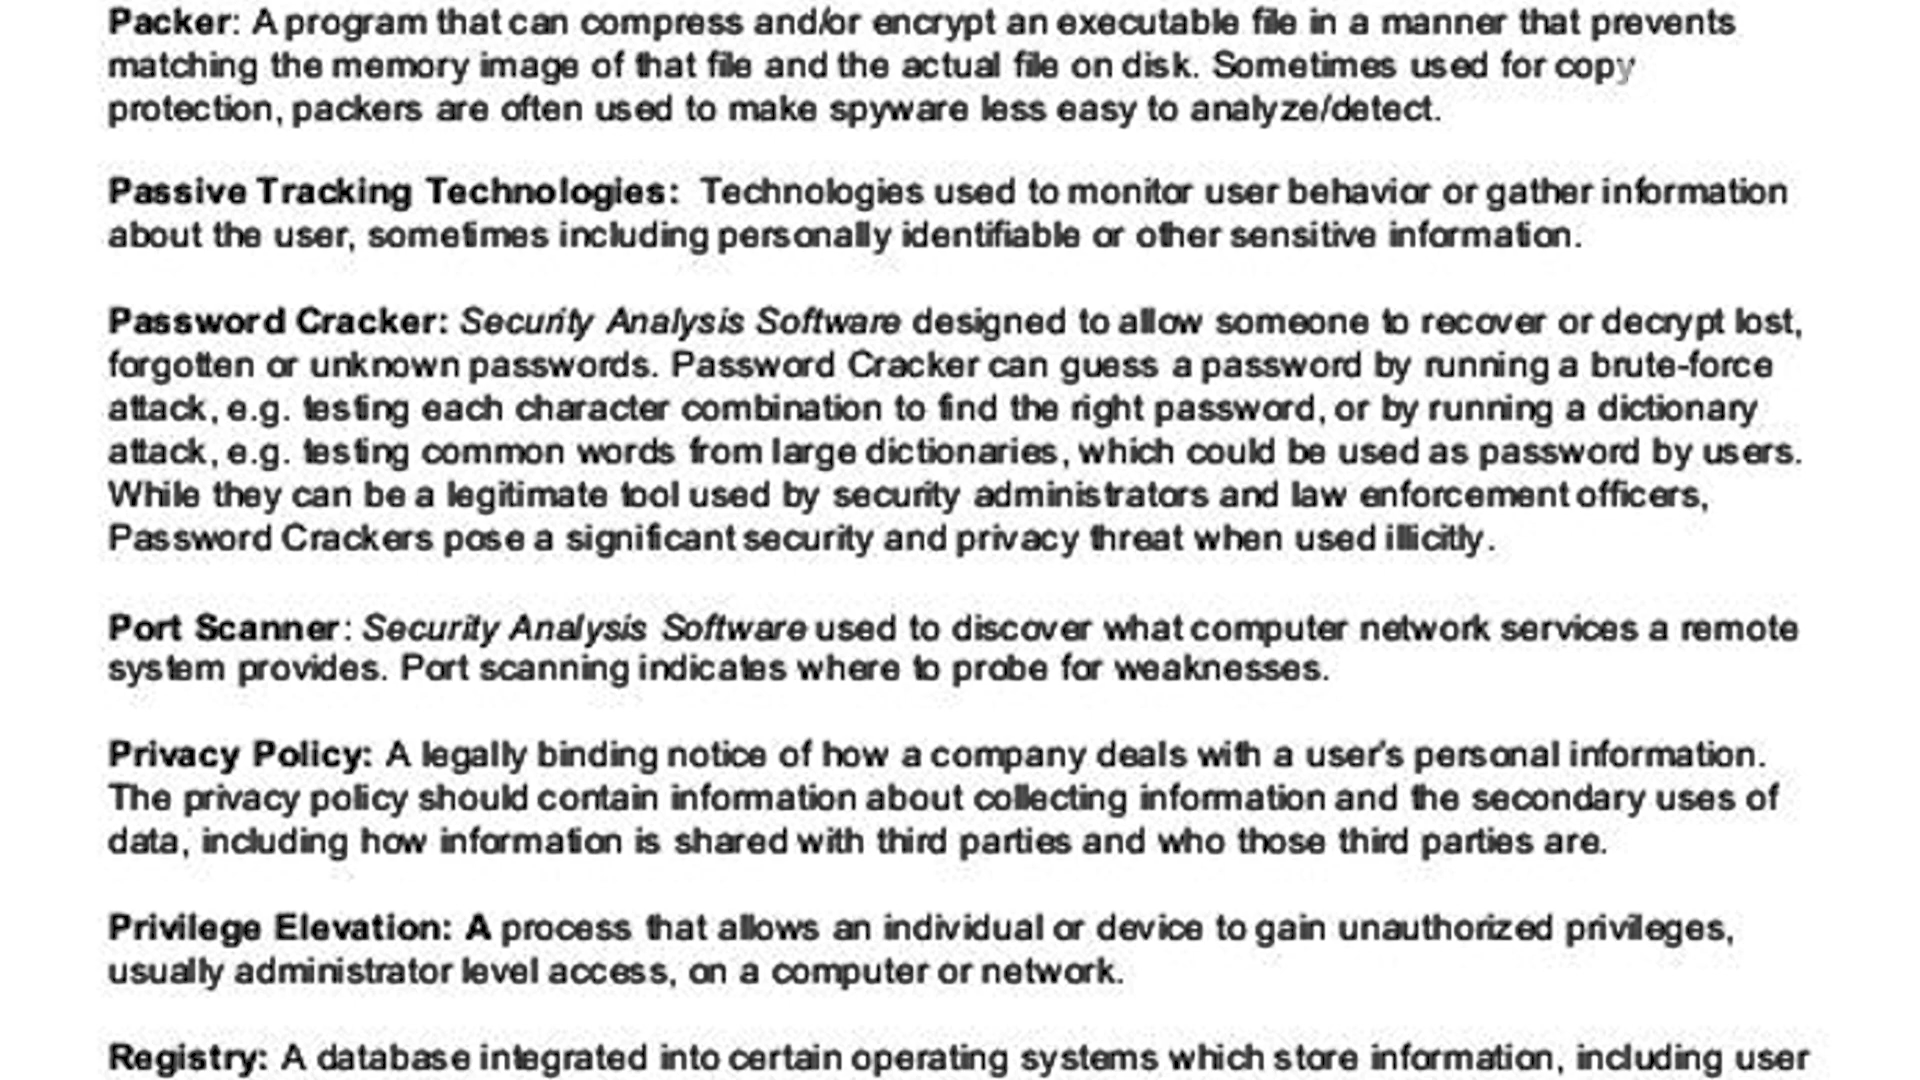 Packer: A program that can compress and/or encrypt an executable file in a manner that prevents
matching the memory image of that file and the actual file on disk. Sometimes used for copy
protection, packers are often used to make spyware less easy to analyze/detect.
Passive Tracking Technologies: Technologies used to monitor user behavior or gather information
about the user, sometimes including personally identifiable or other sensitive information.
Password Cracker: Security Analysis Software designed to allow someone to recover or decrypt lost,
forgotten or unknown passwords. Password Cracker can guess a password by running a brute-force
attack, e.g. testing each character combination to find the right password, or by running a dictionary
attack, e.g. testing common words from large dictionaries, which could be used as password by users.
While they can be a legitimate tool used by security administrators and law enforcement officers,
Password Crackers pose a significant security and privacy threat when used illicitly.
Port Scanner: Security Analysis Software used to discover what computer network services a remote
system provides. Port scanning indicates where to probe for weaknesses.
Privacy Policy: A legally binding notice of how a company deals with a user's personal information.
The privacy policy should contain information about collecting information and the secondary uses of
data, including how information is shared with third parties and who those third parties are.
Privilege Elevation: A process that allows an individual or device to gain unauthorized privileges,
usually administrator level access, on a computer or network.
Registry: A database integrated into certain operating systems which store information, including user